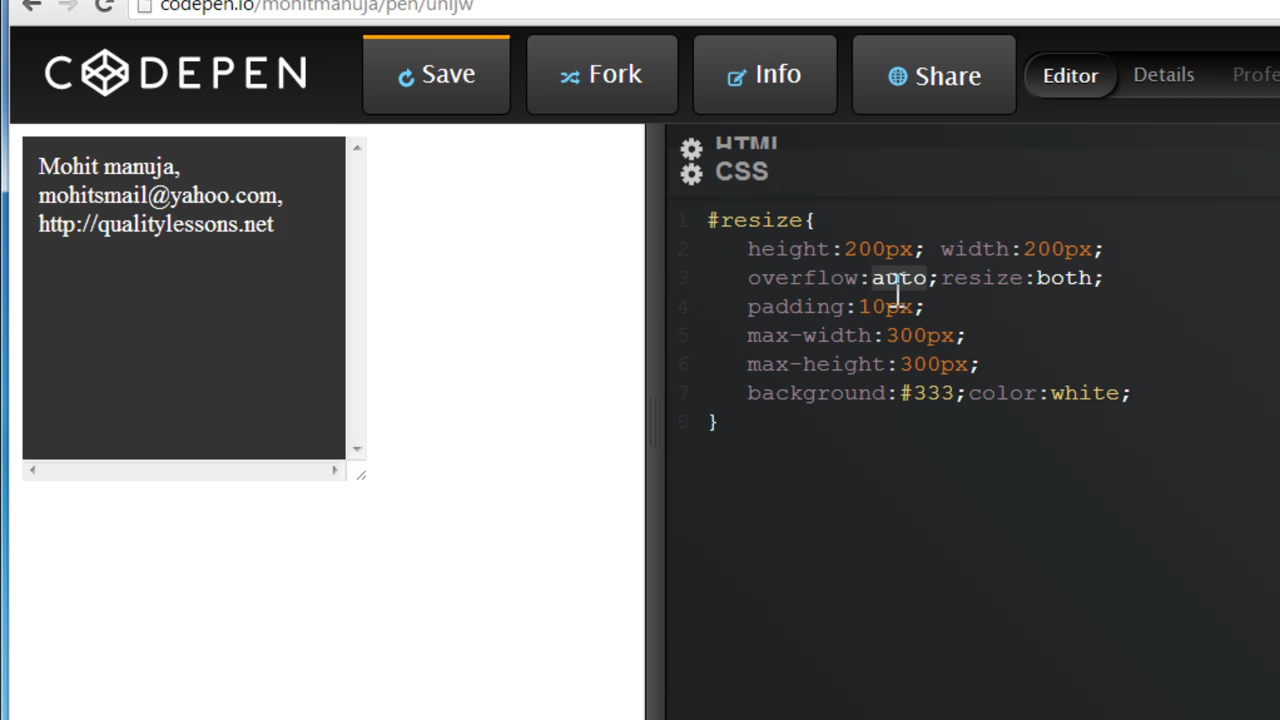 codepen.io/mohitmanuja/pen/unijw
CODEPEN
Save
Fork
Info
Share
Editor
Details
Mohit manuja,
mohitsmail@yahoo.com,
http://qualitylessons.net
HTML
CSS
1 #resize{
2 height:200px; width:200px;
3 overflow:auto;resize:both;
4 padding:10px;
5 max-width:300px;
6 max-height:300px;
7 background:#333;color:white;
8 }